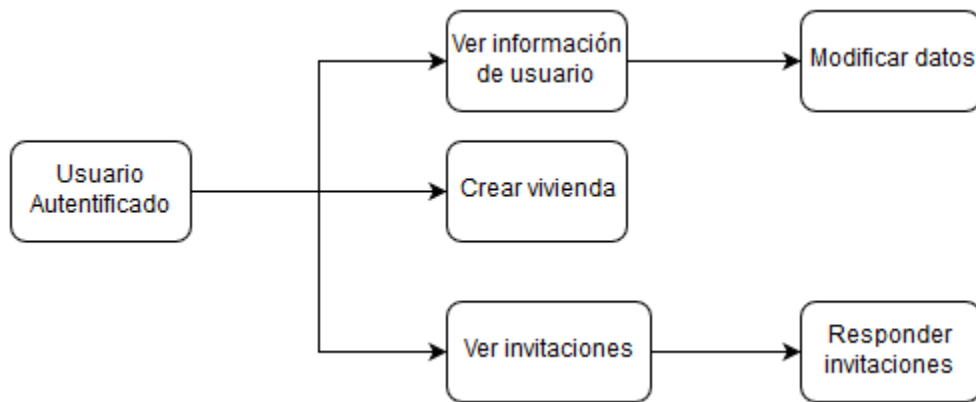 Ver información
de usuario
Modificar datos
Usuario
Autentificado
Crear vivienda
Ver invitaciones
Responder
invitaciones